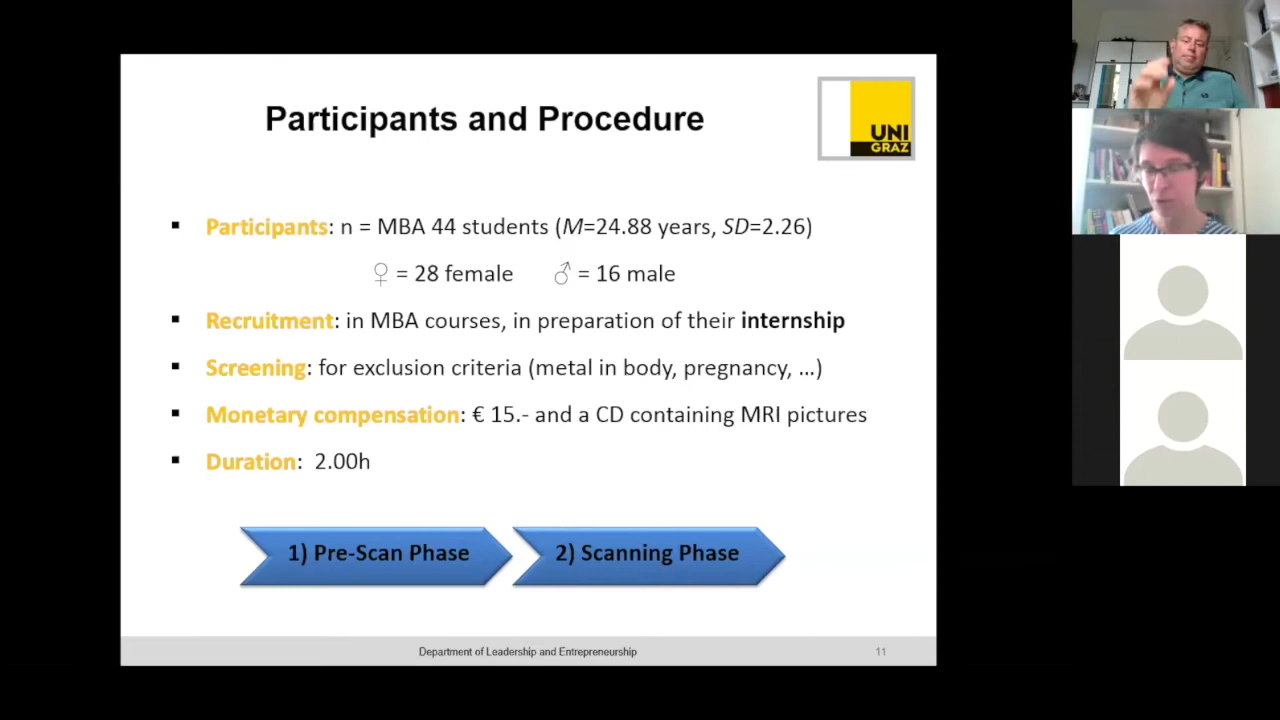 Participants and Procedure
UNI
GRAZ
▪ Participants: n = MBA 44 students (M=24.88 years, SD=2.26)
♀ = 28 female ♂ = 16 male
▪ Recruitment: in MBA courses, in preparation of their internship
▪ Screening: for exclusion criteria (metal in body, pregnancy, ...)
▪ Monetary compensation: € 15.- and a CD containing MRI pictures
▪ Duration: 2.00h
1) Pre-Scan Phase
2) Scanning Phase
Department of Leadership and Entrepreneurship
11